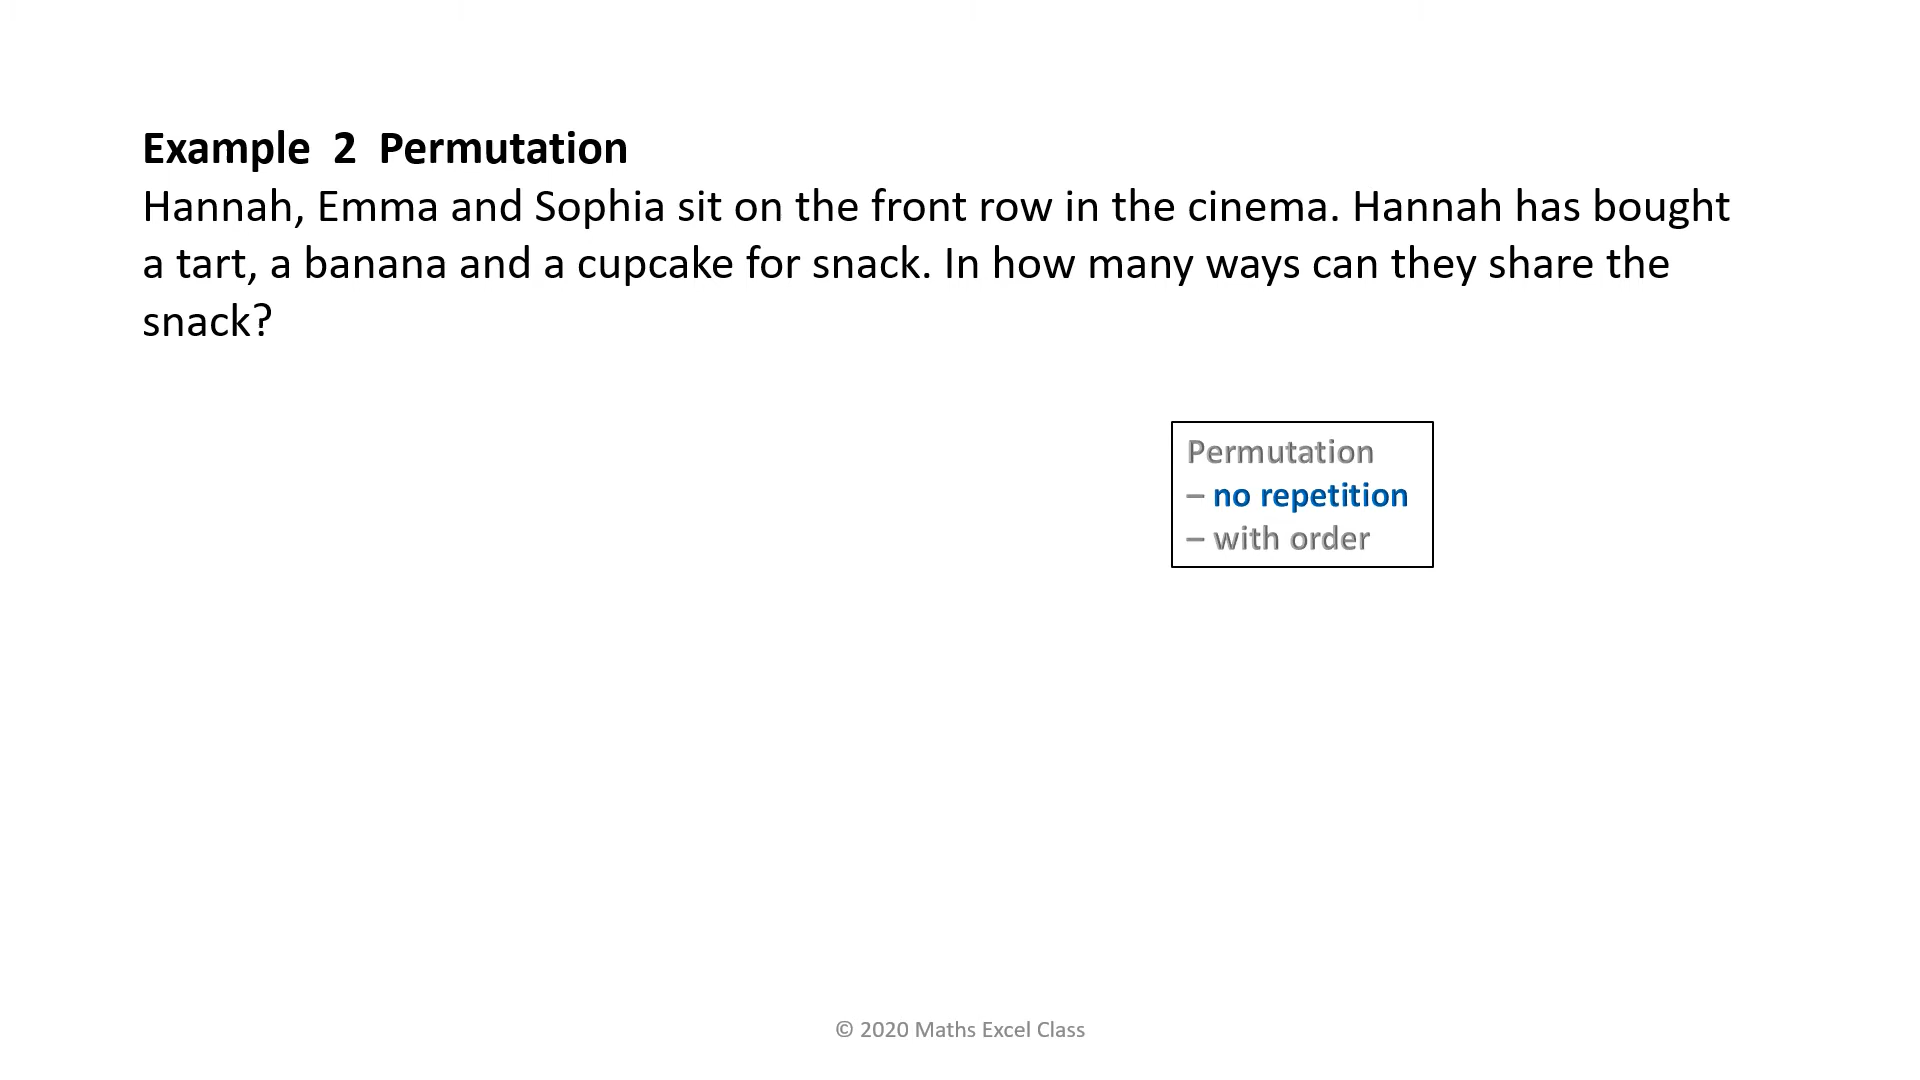 Example 2 Permutation
Hannah, Emma and Sophia sit on the front row in the cinema. Hannah has bought
a tart, a banana and a cupcake for snack. In how many ways can they share the
snack?
Permutation
– no repetition
– with order
© 2020 Maths Excel Class